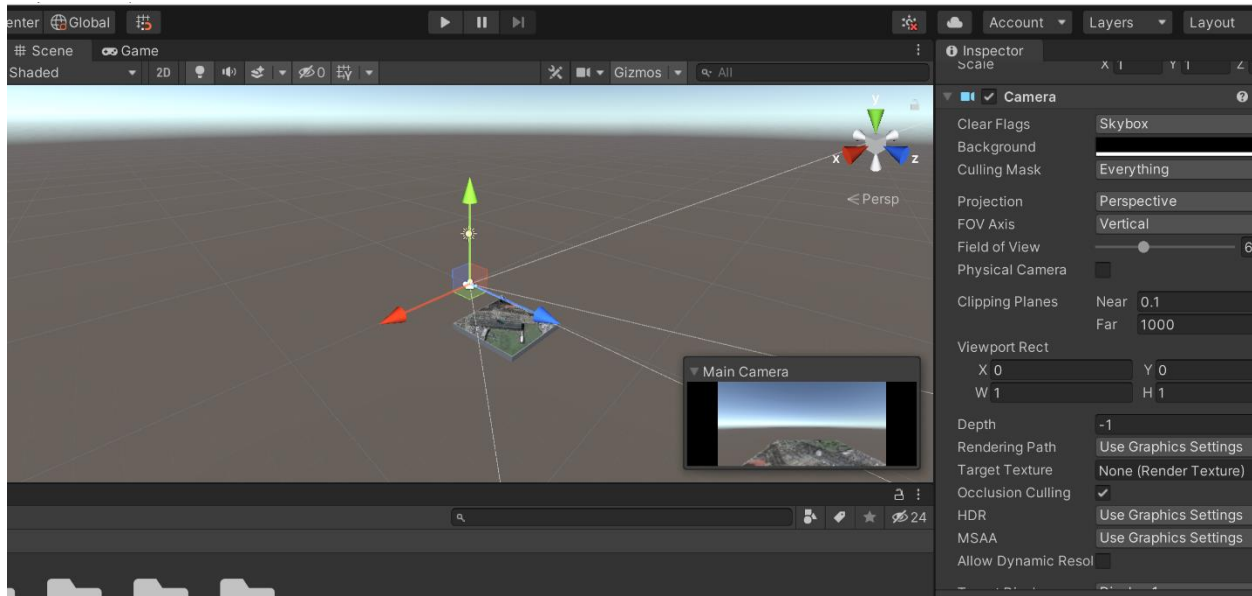 enter Global Account Layers Layout
# Scene Game Inspector
Shaded 2D 0 Gizmos All
Scale X 1 Y 1 Z
Camera
Clear Flags Skybox
Background
Culling Mask Everything
Projection Perspective
FOV Axis Vertical
Field of View 6
Physical Camera
Clipping Planes Near 0.1
Far 1000
Viewport Rect
X 0 Y 0
W 1 H 1
Depth -1
Rendering Path Use Graphics Settings
Target Texture None (Render Texture)
Occlusion Culling
HDR Use Graphics Settings
MSAA Use Graphics Settings
Allow Dynamic Resol
y
x z
< Persp
Main Camera
24